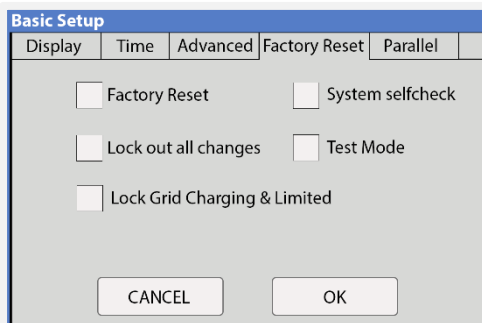 Basic Setup
Display Time Advanced Factory Reset Parallel
Factory Reset System selfcheck
Lock out all changes Test Mode
Lock Grid Charging & Limited
CANCEL OK